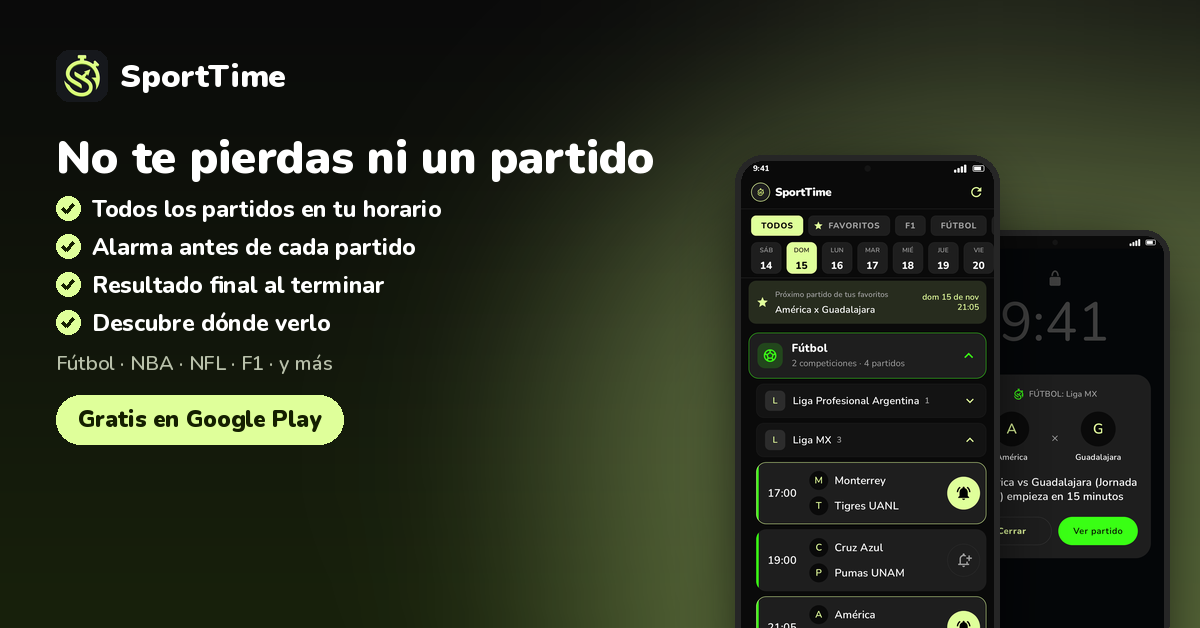 SportTime
No te pierdas ni un partido
Todos los partidos en tu horario
Alarma antes de cada partido
Resultado final al terminar
Descubre dónde verlo
Fútbol · NBA · NFL · F1 · y más
Gratis en Google Play
9:41
SportTime
TODOS
FAVORITOS
F1
FÚTBOL
SÁB
14
DOM
15
LUN
16
MAR
17
MIÉ
18
JUE
19
VIE
20
Próximo partido de tus favoritos
América x Guadalajara
dom 15 de nov
21:05
Fútbol
2 competiciones · 4 partidos
L
Liga Profesional Argentina 1
L
Liga MX 3
17:00
M Monterrey
T Tigres UANL
19:00
C Cruz Azul
P Pumas UNAM
21:05
A América
9:41
FÚTBOL: Liga MX
A
×
G
América
Guadalajara
vs Guadalajara (Jornada
) empieza en 15 minutos
Cerrar
Ver partido